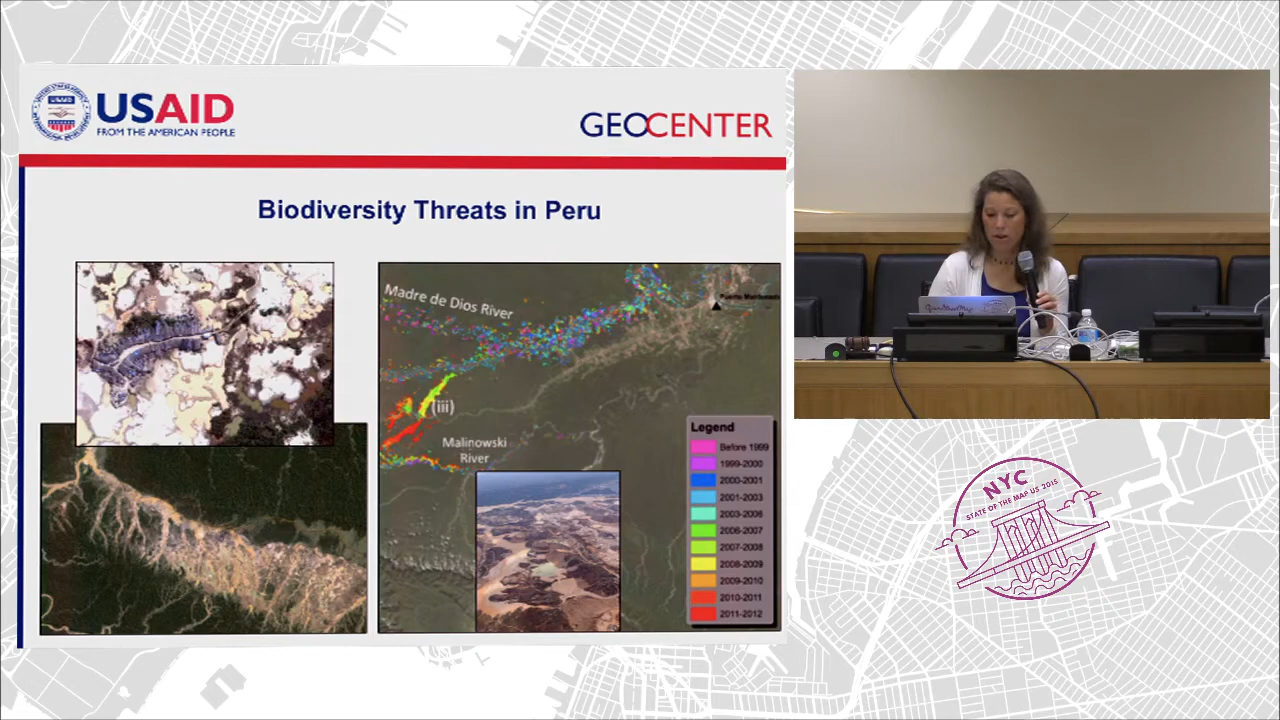 USAID
FROM THE AMERICAN PEOPLE
GEOCENTER
Biodiversity Threats in Peru
Madre de Dios River
Puerto Maldonado
(iii)
Malinowski
River
Legend
Before 1999
1999-2000
2000-2001
2001-2003
2003-2006
2006-2007
2007-2008
2008-2009
2009-2010
2010-2011
2011-2012
NYC
STATE OF THE MAP US 2015